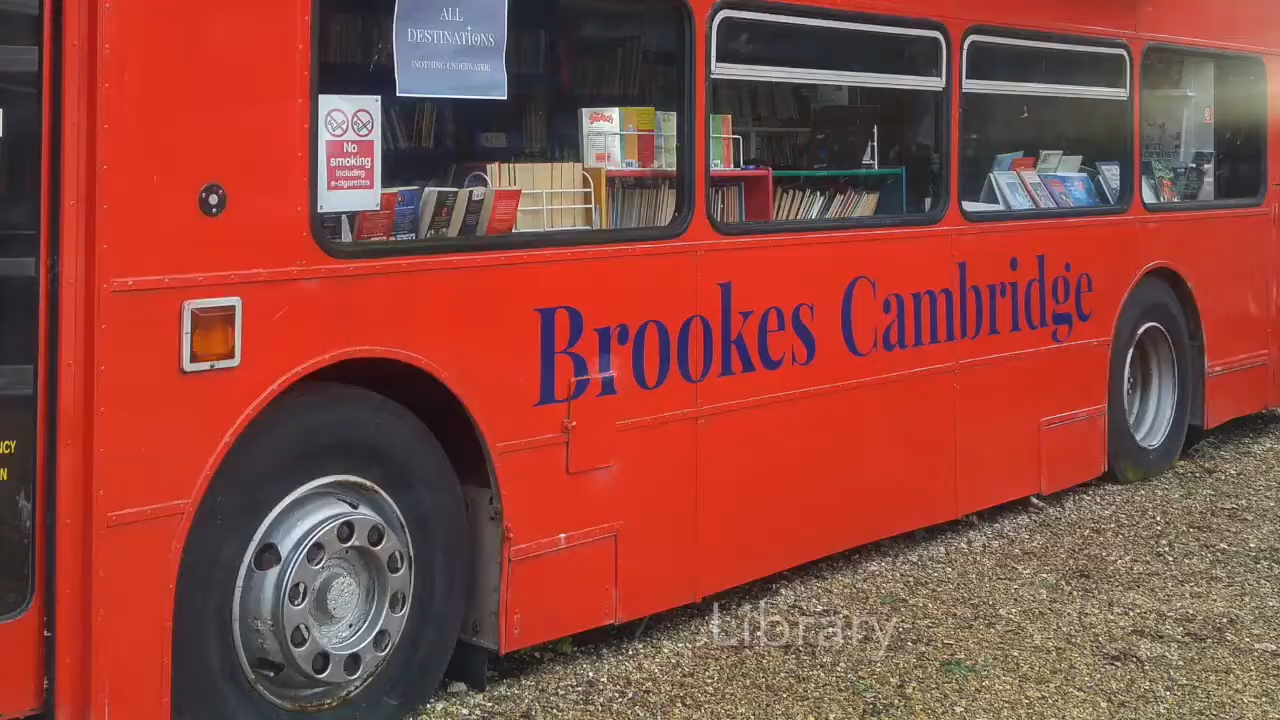 ALL
DESTINATIONS
(NOTHING UNDERWATER)
No
smoking
including
e-cigarettes
Brookes Cambridge
Library